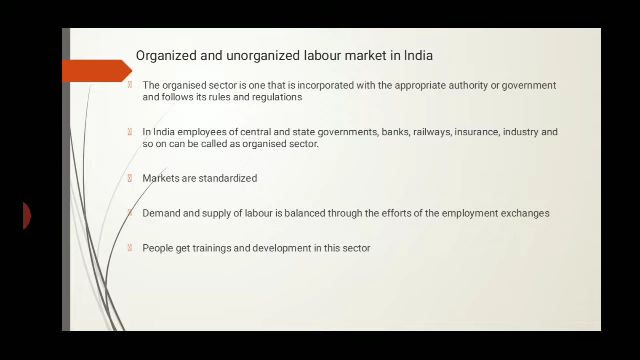 Organized and unorganized labour market in India
The organised sector is one that is incorporated with the appropriate authority or government
and follows its rules and regulations
In India employees of central and state governments, banks, railways, insurance, industry and
so on can be called as organised sector.
Markets are standardized
Demand and supply of labour is balanced through the efforts of the employment exchanges
People get trainings and development in this sector